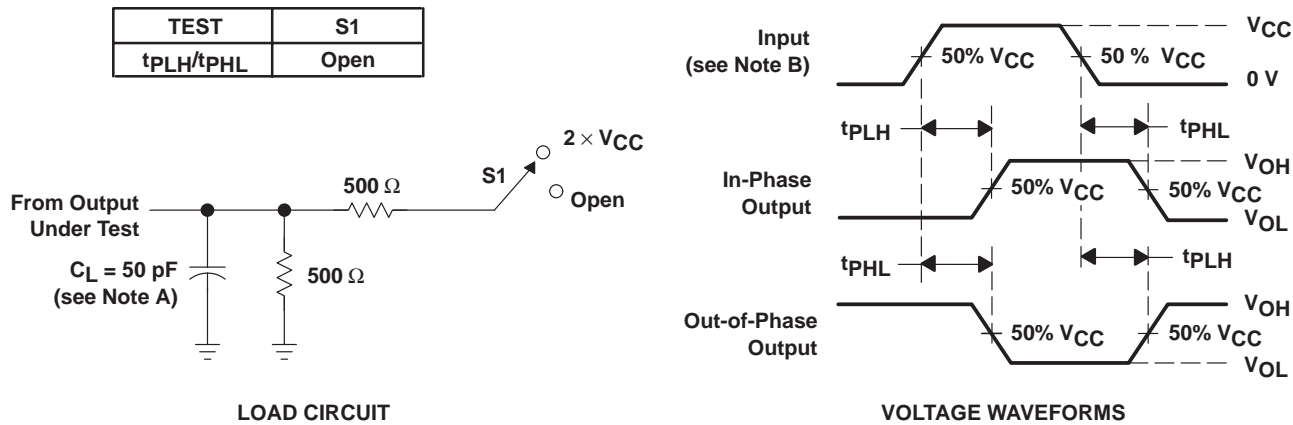 TEST S1
tPLH/tPHL Open
2 × VCC
S1
Open
500 Ω
From Output
Under Test
CL = 50 pF
(see Note A)
500 Ω
LOAD CIRCUIT
Input
(see Note B)
50% VCC
50 % VCC
VCC
0 V
tPLH
tPHL
In-Phase
Output
50% VCC
50% VCC
VOH
VOL
tPHL
tPLH
Out-of-Phase
Output
50% VCC
50% VCC
VOH
VOL
VOLTAGE WAVEFORMS